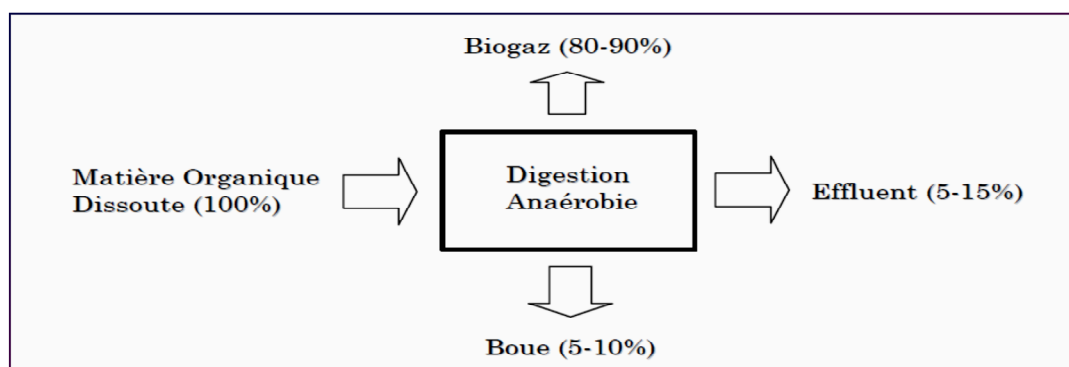 Biogaz (80-90%)
Matière Organique
Dissoute (100%)
Digestion
Anaérobie
Effluent (5-15%)
Boue (5-10%)